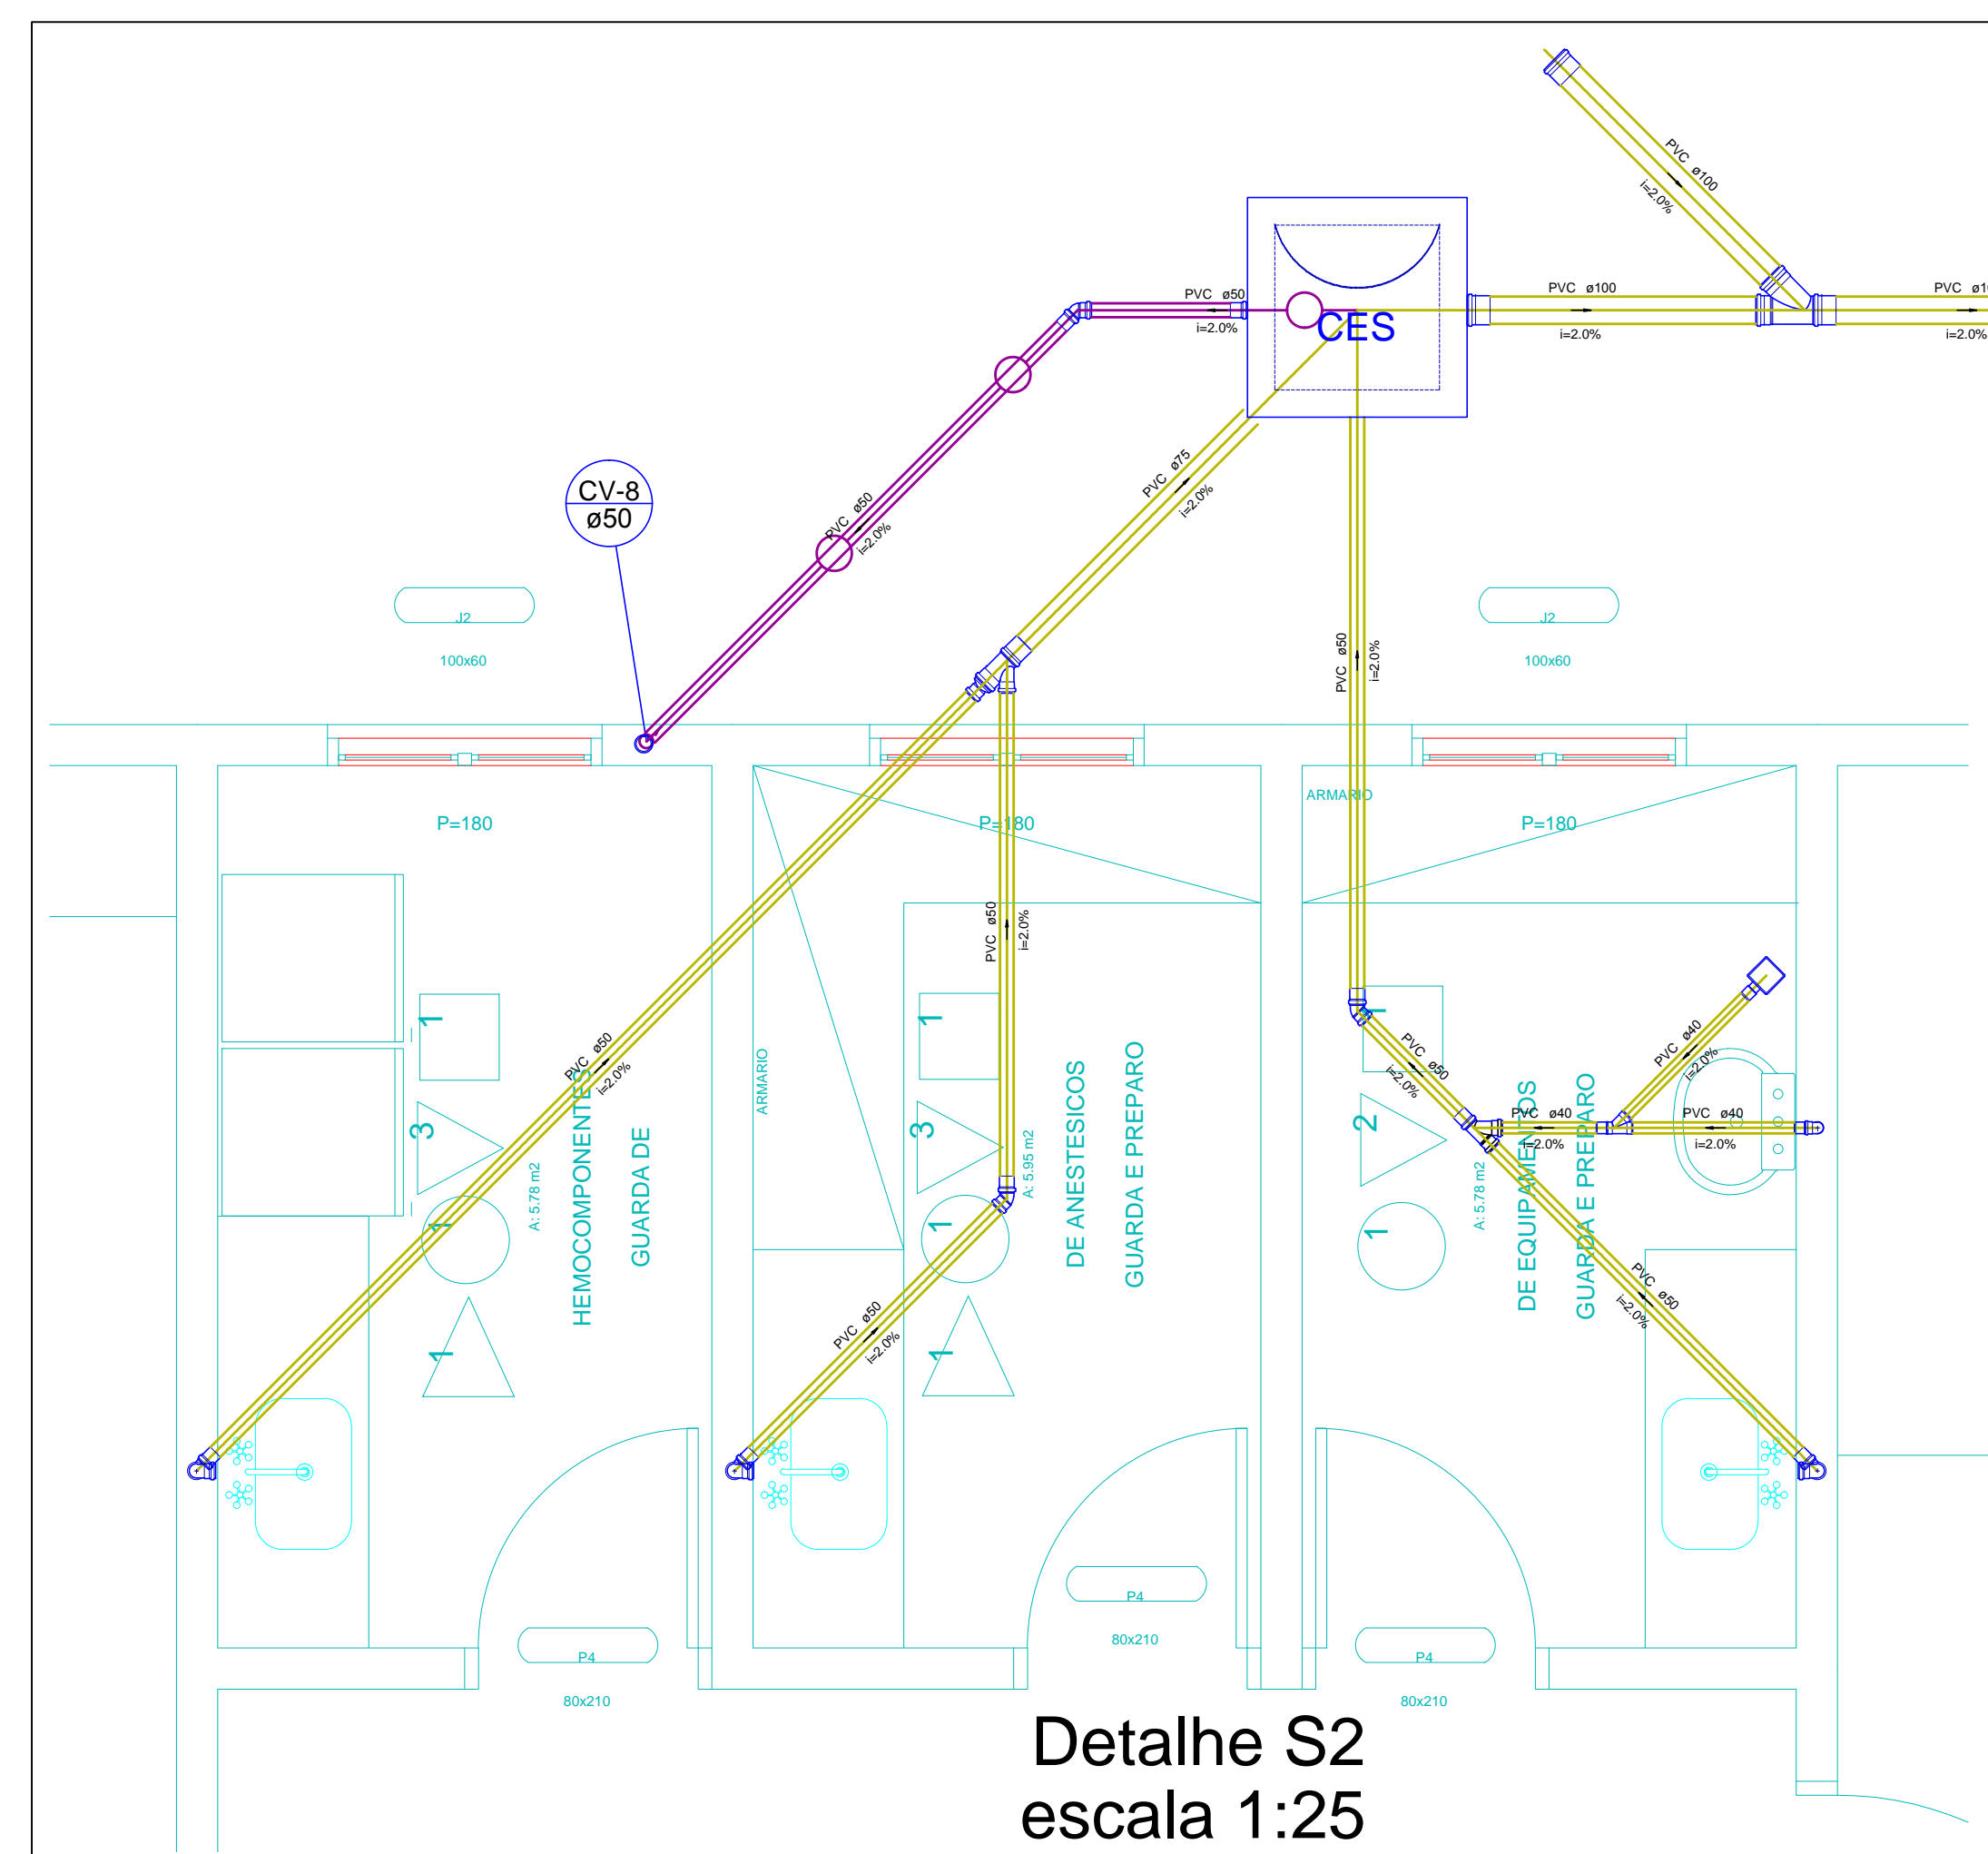 PVC ø100
i=2.0%
PVC ø50
i=2.0%
CES
PVC ø100
i=2.0%
i=2.0%
PVC ø75
i=2.0%
CV-8
ø50
PVC ø50
i=2.0%
J2
100x60
J2
100x60
PVC ø50
i=2.0%
P=180
P=180
ARMARIO
P=180
PVC ø50
i=2.0%
PVC ø50
i=2.0%
1
3
1
1
A: 5.78 m2
HEMOCOMPONENTES
GUARDA DE
ARMARIO
1
3
1
1
A: 5.95 m2
DE ANESTESICOS
GUARDA E PREPARO
PVC ø50
i=2.0%
1
2
1
A: 5.78 m2
DE EQUIPAMENTOS
GUARDA E PREPARO
PVC ø50
i=2.0%
PVC ø40
i=2.0%
PVC ø40
i=2.0%
PVC ø40
i=2.0%
PVC ø50
i=2.0%
P4
80x210
P4
80x210
P4
80x210
Detalhe S2
escala 1:25